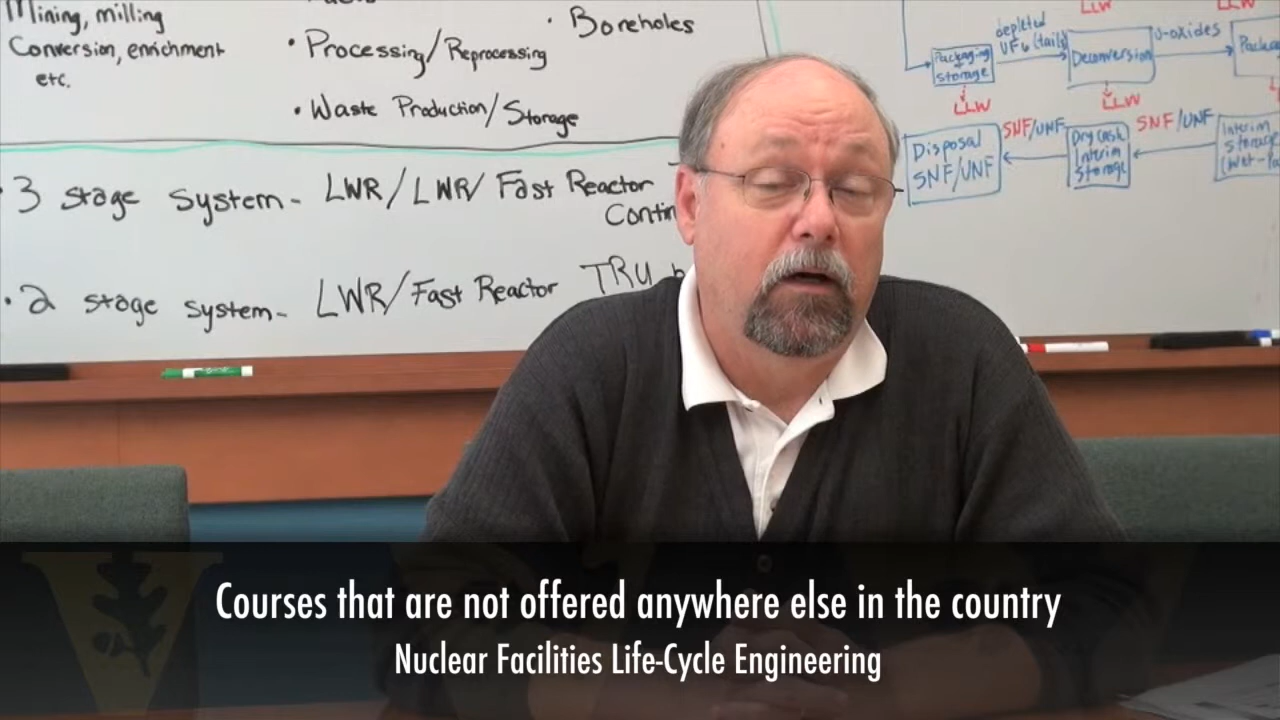 Mining, milling
Conversion, enrichment
etc.
• Processing/Reprocessing
• Waste Production/Storage
• Boreholes
• 3 stage system - LWR/LWR/Fast Reactor
• 2 stage system - LWR/Fast Reactor TRU
LLW
LLW
Packaging + Storage
depleted UF6 (tails)
Deconversion
U-oxides
LLW
LLW
Disposal SNF/UNF
SNF/UNF
Dry cask Interim Storage
SNF/UNF
Interim Storage
V
Courses that are not offered anywhere else in the country
Nuclear Facilities Life-Cycle Engineering